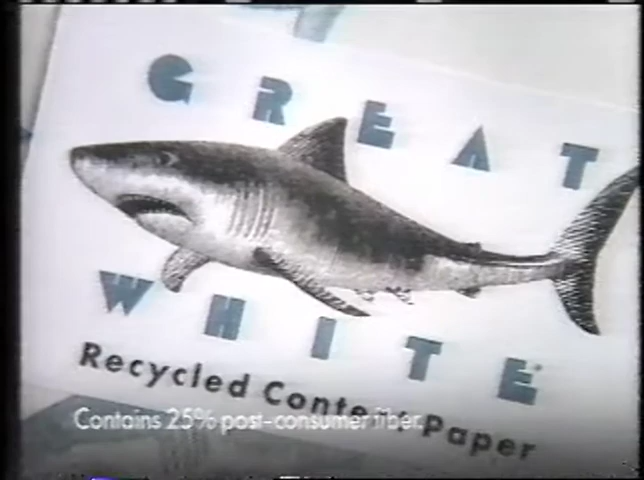 GREAT
WHITE
Recycled Content Paper
Contains 25% post-consumer fiber.